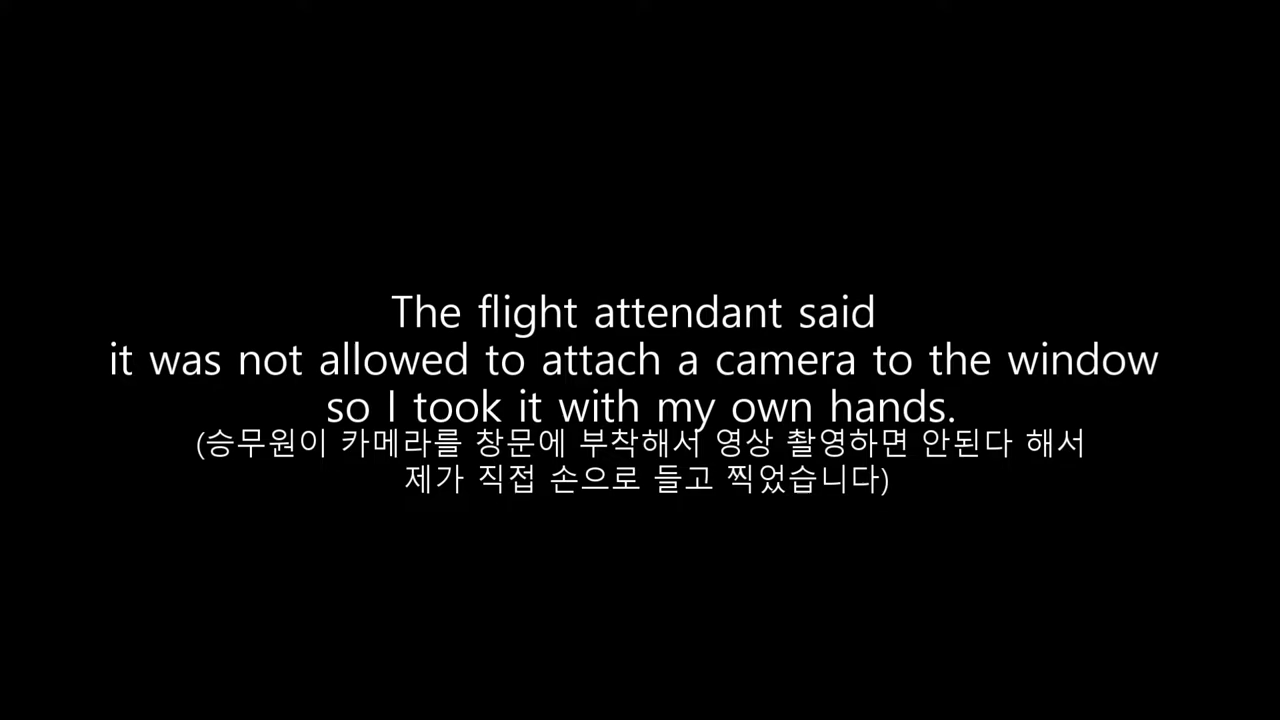 The flight attendant said
it was not allowed to attach a camera to the window
so I took it with my own hands.
(승무원이 카메라를 창문에 부착해서 영상 촬영하면 안된다 해서
제가 직접 손으로 들고 찍었습니다)